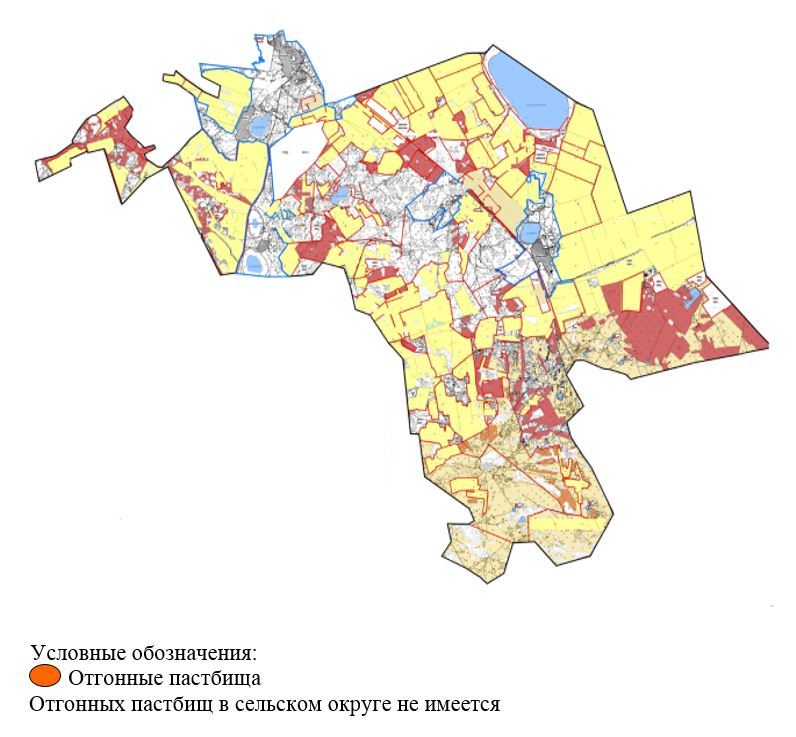 Условные обозначения:
Отгонные пастбища
Отгонных пастбищ в сельском округе не имеется